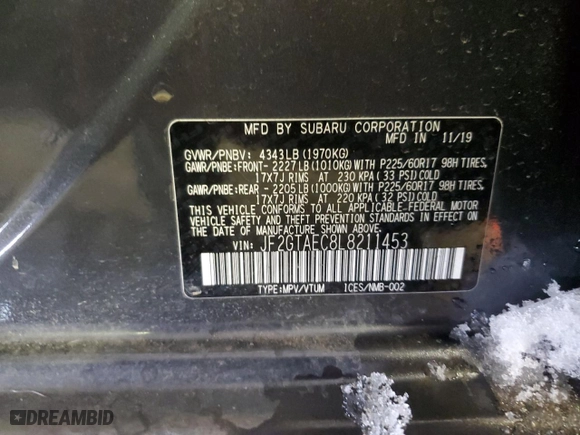 MFD BY SUBARU CORPORATION
MFD IN 11/19
GVWR/PNBV: 4343LB (1970KG)
GAWR/PNBE:FRONT- 2227LB (1010KG) WITH P225/60R17 98H TIRES,
17X7J RIMS AT 230 KPA (33 PSI) COLD
GAWR/PNBE:REAR - 2205LB (1000KG) WITH P225/60R17 98H TIRES,
17X7J RIMS AT 220 KPA (32 PSI) COLD
THIS VEHICLE CONFORMS TO ALL APPLICABLE FEDERAL MOTOR
VEHICLE SAFETY AND THEFT PREVENTION STANDARDS IN EFFECT ON
THE DATE OF MANUFACTURE SHOWN ABOVE.
VIN: JF2GTAEC8L8211453
TYPE:MPV/VTUM ICES/NMB-002
DREAMBID